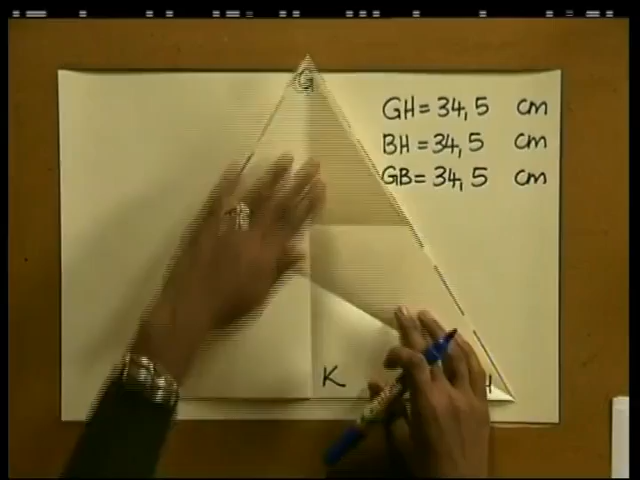 G
GH = 34,5 cm
BH = 34,5 cm
GB = 34,5 cm
K